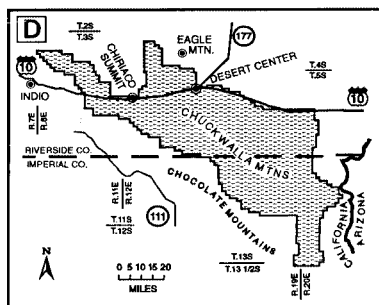 D
T.2S
T.3S
EAGLE
MTN.
177
CHIRIACO
SUMMIT
DESERT CENTER
T.4S
T.5S
10
INDIO
10
R.7E
R.8E
CHUCKWALLA MTNS
RIVERSIDE CO.
IMPERIAL CO.
R.11E
R.12E
CHOCOLATE MOUNTAINS
111
T.11S
T.12S
CALIFORNIA
ARIZONA
T.13S
T.13 1/2S
R.19E
R.20E
N
0 5 10 15 20
MILES